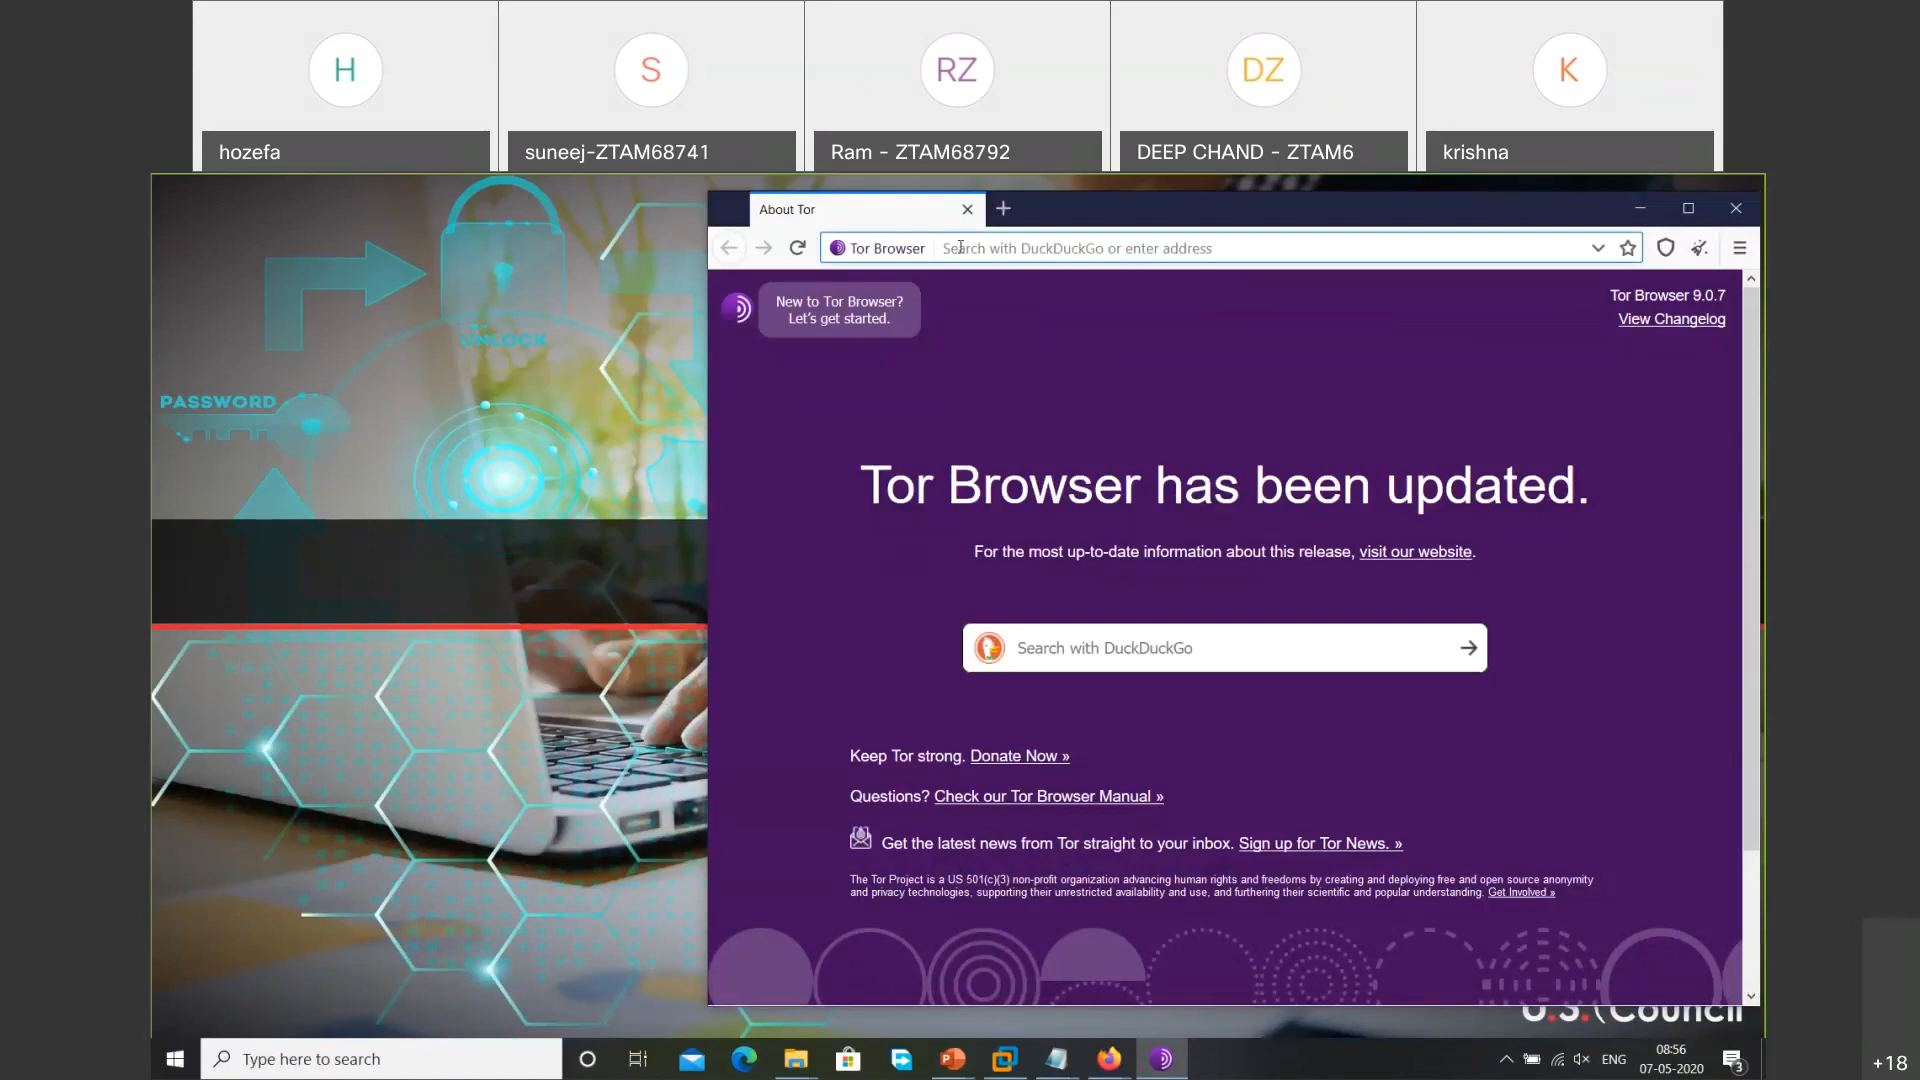 H
S
RZ
DZ
K
hozefa
suneej-ZTAM68741
Ram - ZTAM68792
DEEP CHAND - ZTAM6
krishna
About Tor
Tor Browser
Search with DuckDuckGo or enter address
New to Tor Browser?
Let's get started.
Tor Browser 9.0.7
View Changelog
UNLOCK
PASSWORD
Tor Browser has been updated.
For the most up-to-date information about this release, visit our website.
Search with DuckDuckGo
Keep Tor strong. Donate Now »
Questions? Check our Tor Browser Manual »
Get the latest news from Tor straight to your inbox. Sign up for Tor News. »
The Tor Project is a US 501(c)(3) non-profit organization advancing human rights and freedoms by creating and deploying free and open source anonymity
and privacy technologies, supporting their unrestricted availability and use, and furthering their scientific and popular understanding. Get Involved »
U.S. Council
Type here to search
ENG
08:56
07-05-2020
3
+18